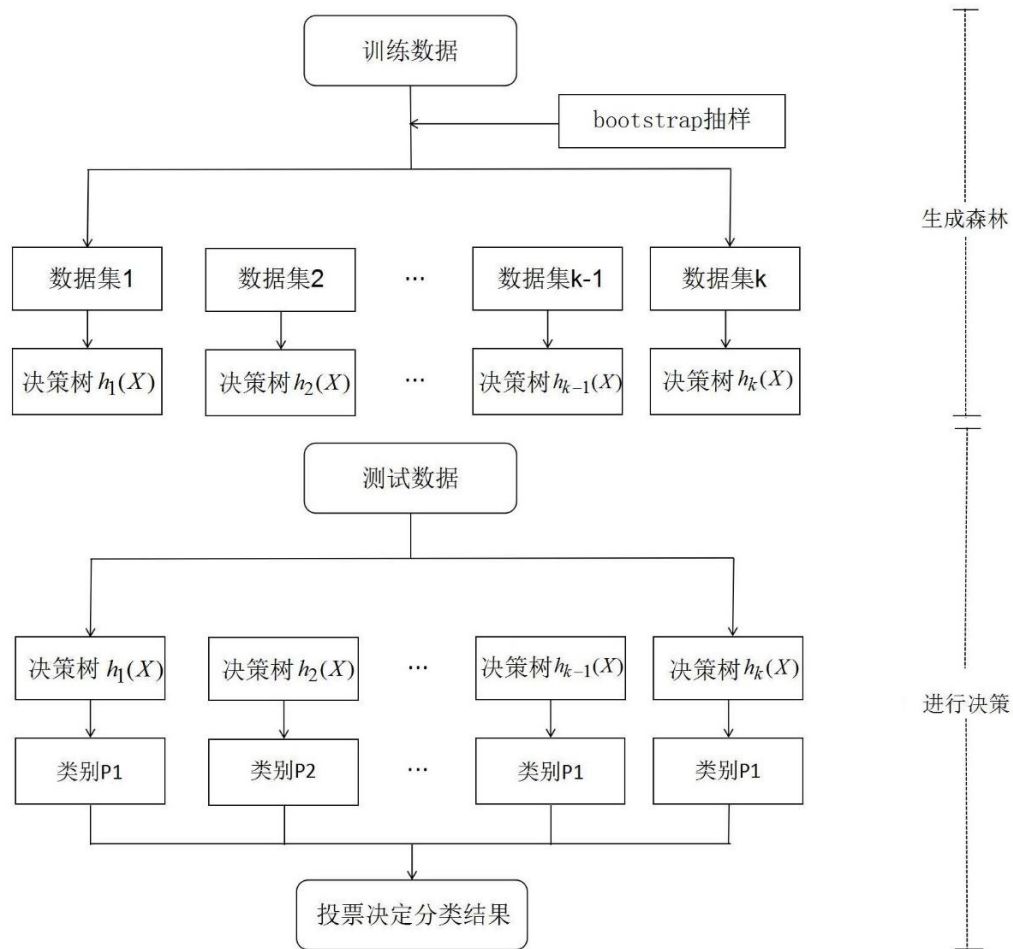 训练数据
bootstrap抽样
生成森林
数据集1
数据集2
...
数据集k-1
数据集k
决策树 h₁(X)
决策树 h₂(X)
...
决策树 hₖ₋₁(X)
决策树 hₖ(X)
测试数据
决策树 h₁(X)
决策树 h₂(X)
...
决策树 hₖ₋₁(X)
决策树 hₖ(X)
进行决策
类别P1
类别P2
...
类别P1
类别P1
投票决定分类结果